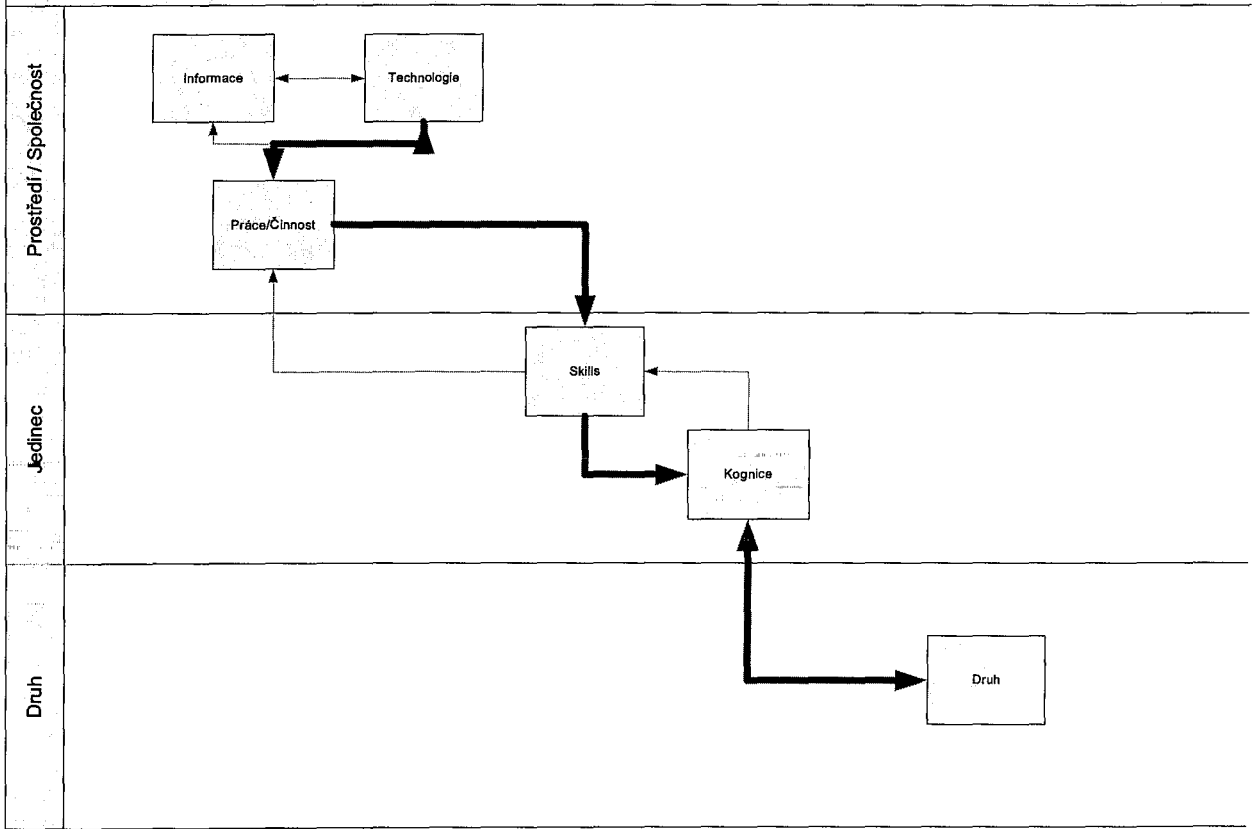 Prostředí / Společnost
Informace
Technologie
Práce/Činnost
Jedinec
Skills
Kognice
Druh
Druh